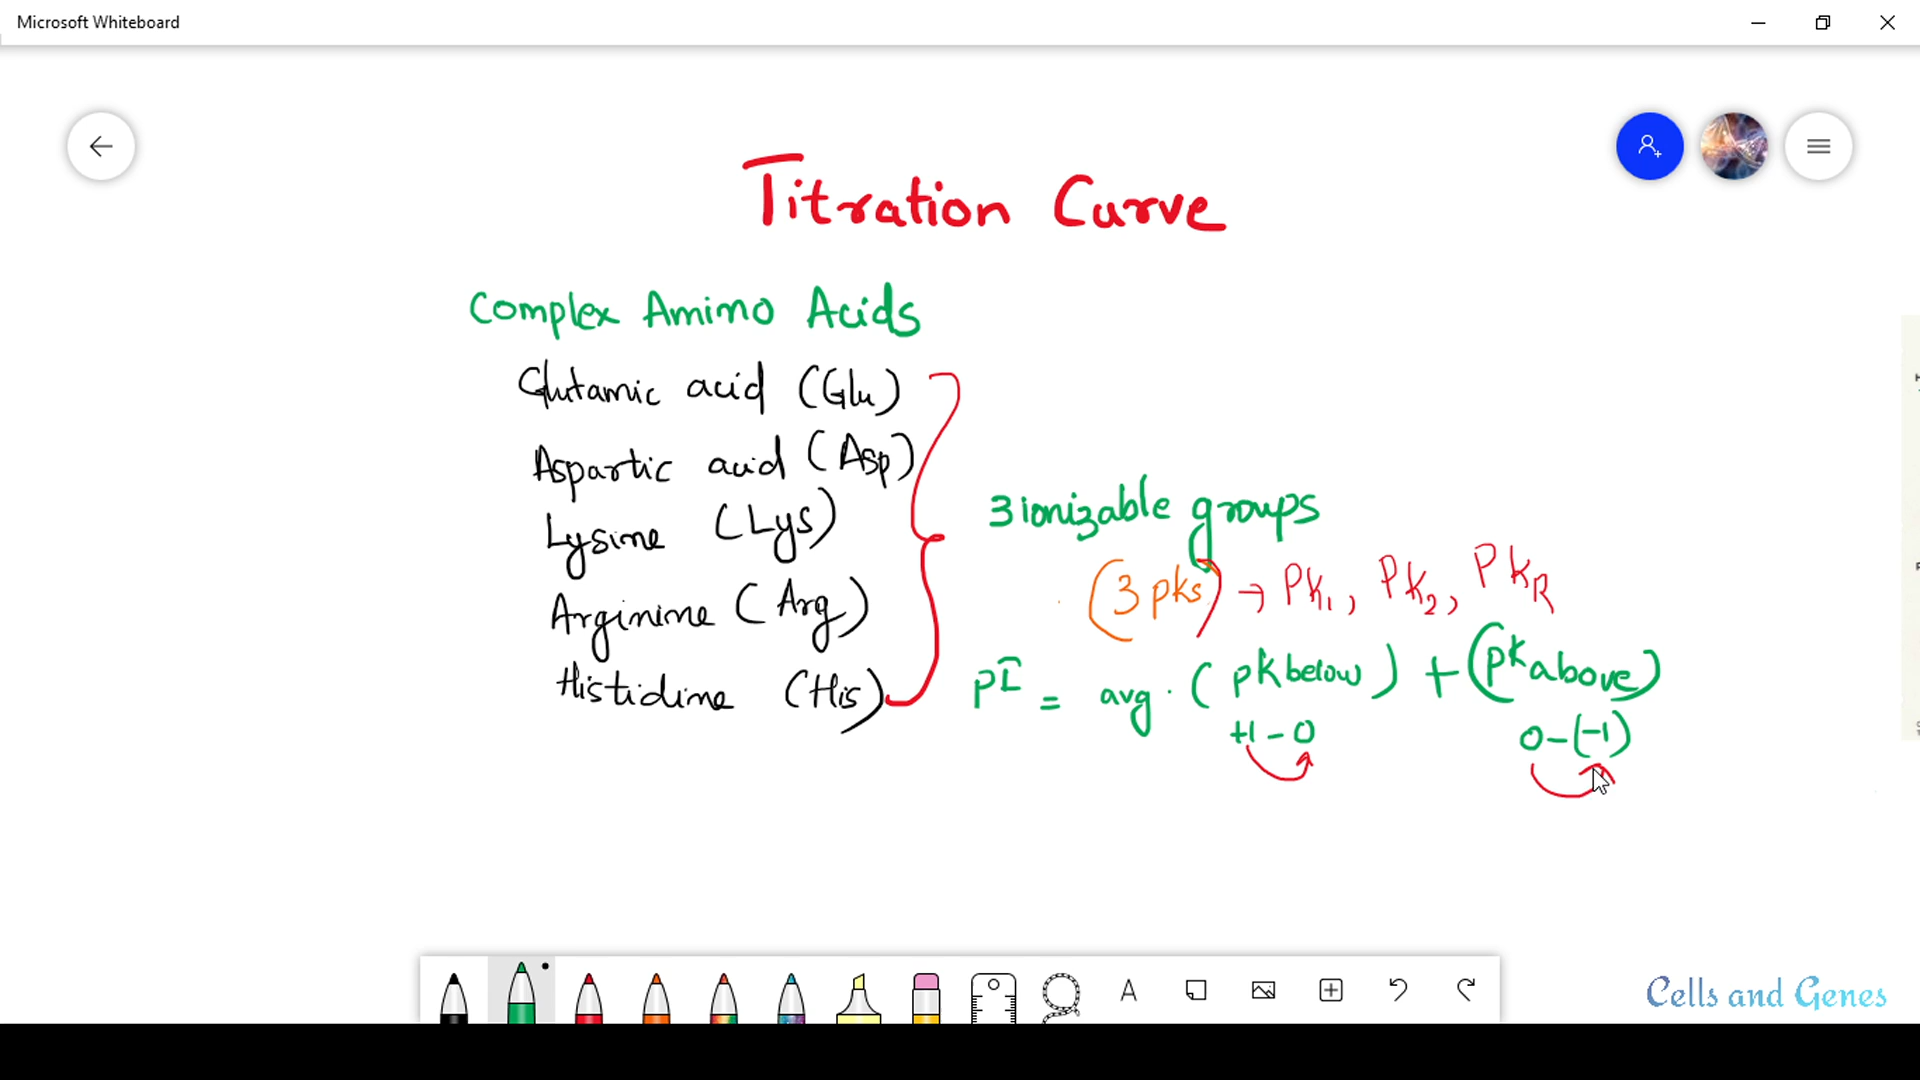 Microsoft Whiteboard
Titration Curve
Complex Amino Acids
Glutamic acid (Glu)
Aspartic acid (Asp)
Lysine (Lys)
Arginine (Arg)
Histidine (His)
3 ionizable groups
(3 pks) → PK1, PK2, PKR
PI = avg. (pk below) + (pk above)
+1 - 0 0 - (-1)
A
Cells and Genes